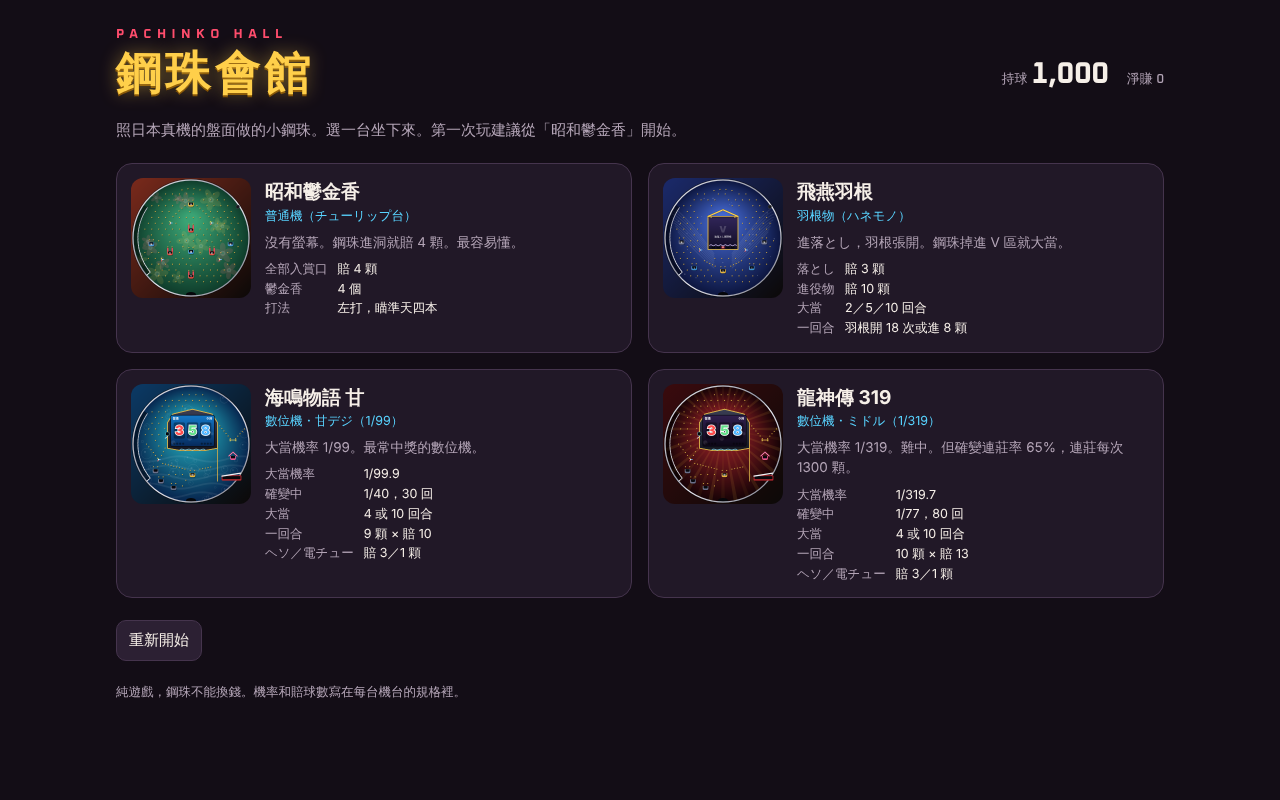 PACHINKO HALL
鋼珠會館
持球 1,000 淨賺 0
照日本真機的盤面做的小鋼珠。選一台坐下來。第一次玩建議從「昭和鬱金香」開始。
昭和鬱金香
普通機（チューリップ台）
沒有螢幕。鋼珠進洞就賠 4 顆。最容易懂。
全部入賞口 賠 4 顆
鬱金香 4 個
打法 左打，瞄準天四本
飛燕羽根
羽根物（ハネモノ）
進落とし，羽根張開。鋼珠掉進 V 區就大當。
落とし 賠 3 顆
進役物 賠 10 顆
大當 2／5／10 回合
一回合 羽根開 18 次或進 8 顆
358
海鳴物語 甘
數位機・甘デジ（1/99）
大當機率 1/99。最常中獎的數位機。
大當機率 1/99.9
確變中 1/40，30 回
大當 4 或 10 回合
一回合 9 顆 × 賠 10
ヘソ／電チュー 賠 3／1 顆
358
龍神傳 319
數位機・ミドル（1/319）
大當機率 1/319。難中。但確變連莊率 65%，連莊每次
1300 顆。
大當機率 1/319.7
確變中 1/77，80 回
大當 4 或 10 回合
一回合 10 顆 × 賠 13
ヘソ／電チュー 賠 3／1 顆
重新開始
純遊戲，鋼珠不能換錢。機率和賠球數寫在每台機台的規格裡。